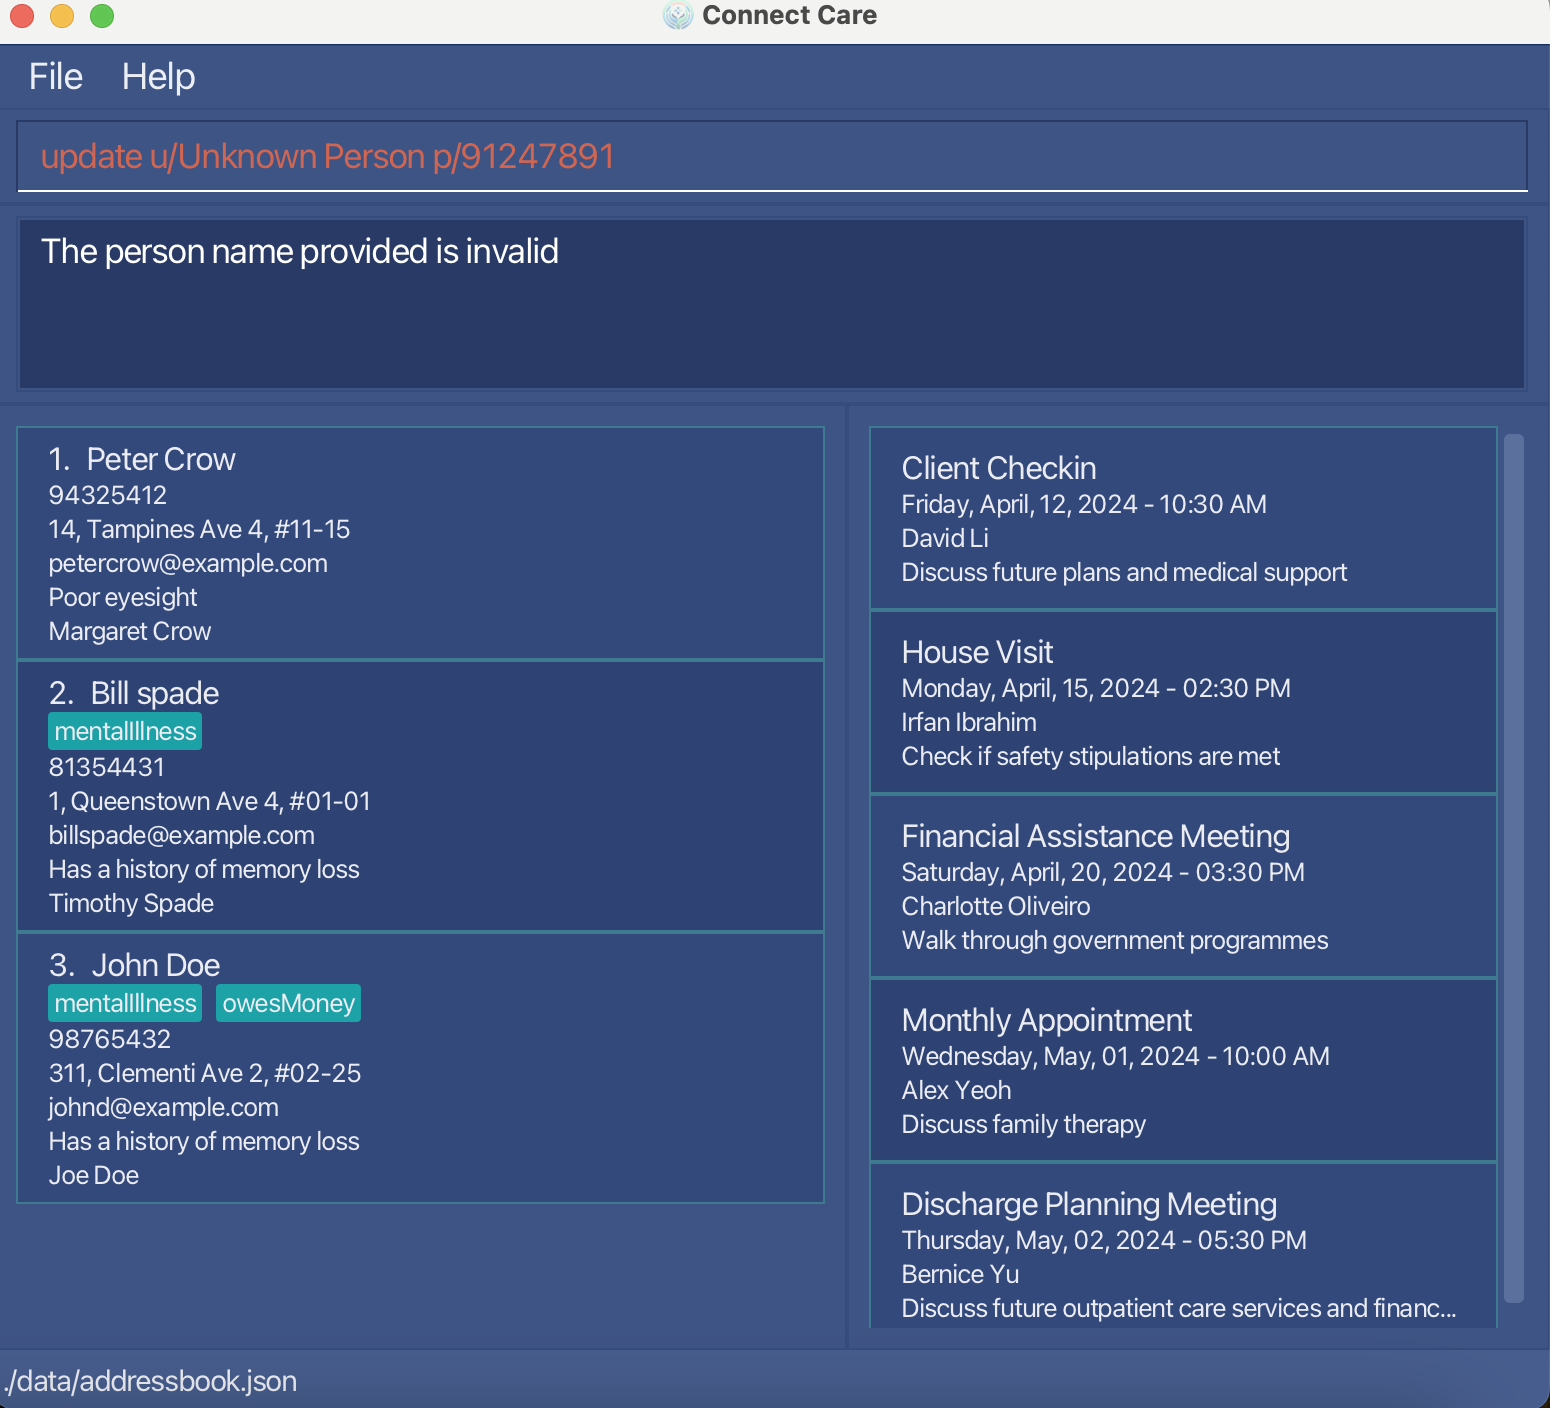 Connect Care
File Help
update u/Unknown Person p/91247891
The person name provided is invalid
1. Peter Crow
94325412
14, Tampines Ave 4, #11-15
petercrow@example.com
Poor eyesight
Margaret Crow
2. Bill spade
mentalIllness
81354431
1, Queenstown Ave 4, #01-01
billspade@example.com
Has a history of memory loss
Timothy Spade
3. John Doe
mentalIllness owesMoney
98765432
311, Clementi Ave 2, #02-25
johnd@example.com
Has a history of memory loss
Joe Doe
Client Checkin
Friday, April, 12, 2024 - 10:30 AM
David Li
Discuss future plans and medical support
House Visit
Monday, April, 15, 2024 - 02:30 PM
Irfan Ibrahim
Check if safety stipulations are met
Financial Assistance Meeting
Saturday, April, 20, 2024 - 03:30 PM
Charlotte Oliveiro
Walk through government programmes
Monthly Appointment
Wednesday, May, 01, 2024 - 10:00 AM
Alex Yeoh
Discuss family therapy
Discharge Planning Meeting
Thursday, May, 02, 2024 - 05:30 PM
Bernice Yu
Discuss future outpatient care services and financ...
./data/addressbook.json